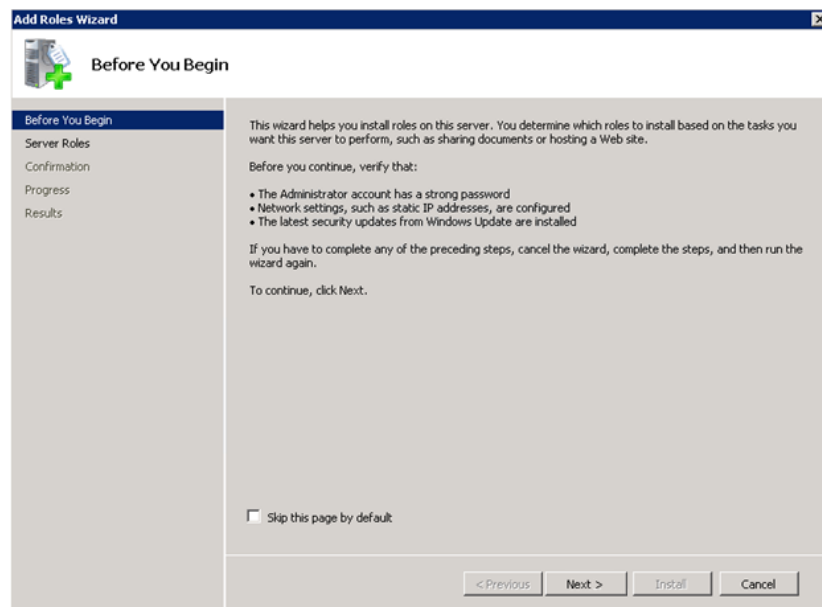 Add Roles Wizard
Before You Begin
Before You Begin
Server Roles
Confirmation
Progress
Results
This wizard helps you install roles on this server. You determine which roles to install based on the tasks you
want this server to perform, such as sharing documents or hosting a Web site.
Before you continue, verify that:
• The Administrator account has a strong password
• Network settings, such as static IP addresses, are configured
• The latest security updates from Windows Update are installed
If you have to complete any of the preceding steps, cancel the wizard, complete the steps, and then run the
wizard again.
To continue, click Next.
Skip this page by default
< Previous
Next >
Install
Cancel